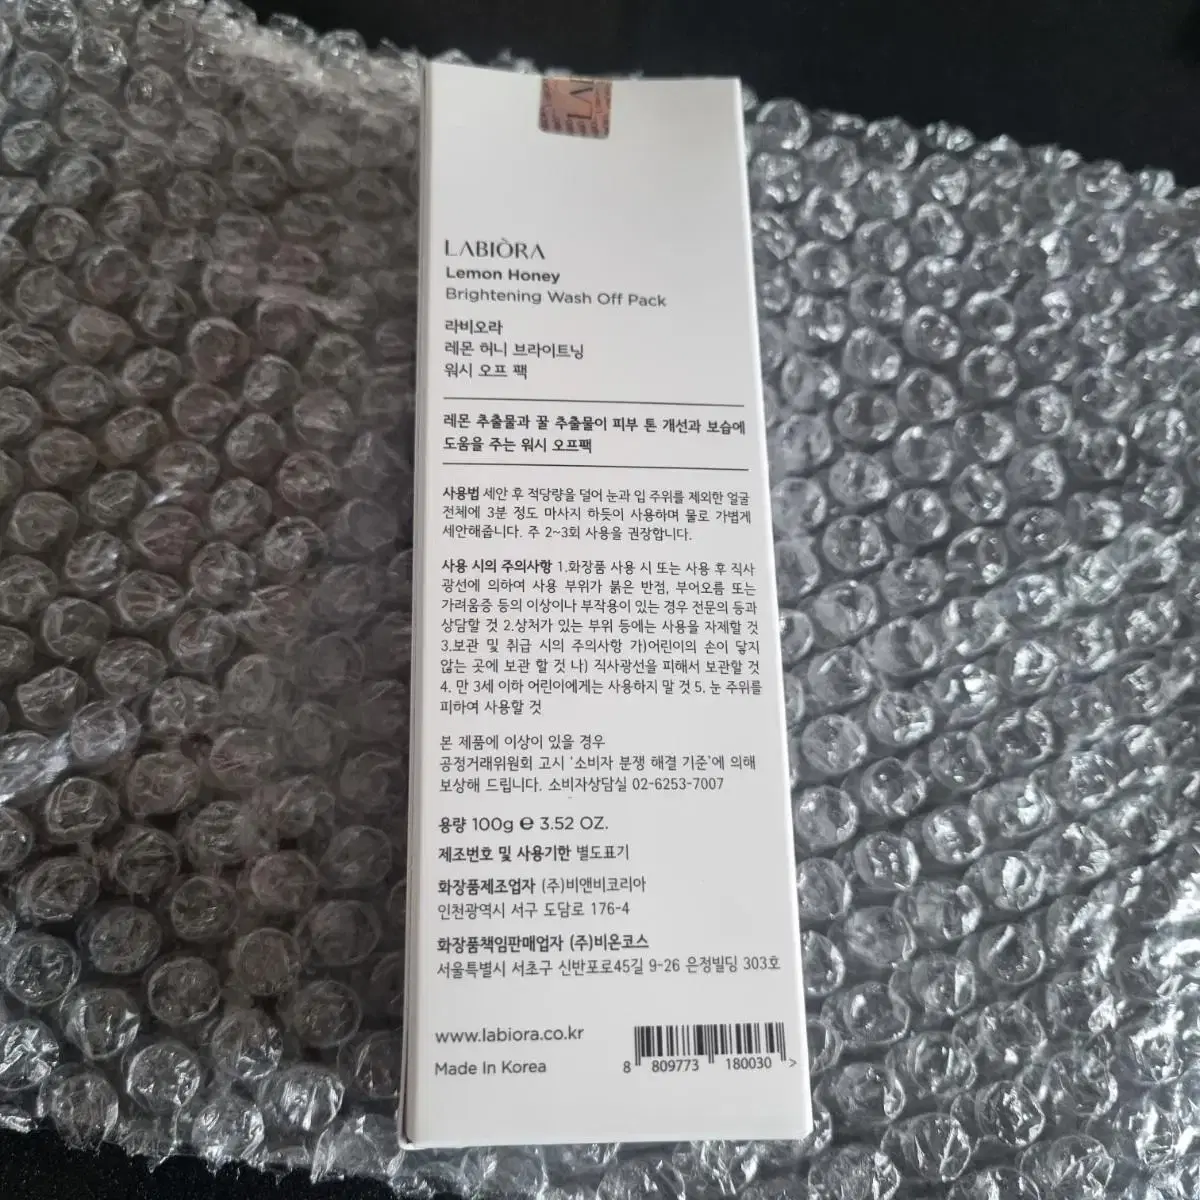 LABIÒRA
Lemon Honey
Brightening Wash Off Pack
라비오라
레몬 허니 브라이트닝
워시 오프 팩
레몬 추출물과 꿀 추출물이 피부 톤 개선과 보습에
도움을 주는 워시 오프팩
사용법 세안 후 적당량을 덜어 눈과 입 주위를 제외한 얼굴
전체에 3분 정도 마사지 하듯이 사용하며 물로 가볍게
세안해줍니다. 주 2~3회 사용을 권장합니다.
사용 시의 주의사항 1.화장품 사용 시 또는 사용 후 직사
광선에 의하여 사용 부위가 붉은 반점, 부어오름 또는
가려움증 등의 이상이나 부작용이 있는 경우 전문의 등과
상담할 것 2.상처가 있는 부위 등에는 사용을 자제할 것
3.보관 및 취급 시의 주의사항 가)어린이의 손이 닿지
않는 곳에 보관 할 것 나) 직사광선을 피해서 보관할 것
4. 만 3세 이하 어린이에게는 사용하지 말 것 5. 눈 주위를
피하여 사용할 것
본 제품에 이상이 있을 경우
공정거래위원회 고시 '소비자 분쟁 해결 기준'에 의해
보상해 드립니다. 소비자상담실 02-6253-7007
용량 100g ℮ 3.52 OZ.
제조번호 및 사용기한 별도표기
화장품제조업자 (주)비앤비코리아
인천광역시 서구 도담로 176-4
화장품책임판매업자 (주)비온코스
서울특별시 서초구 신반포로45길 9-26 은정빌딩 303호
www.labiora.co.kr
Made In Korea
8 809773 180030 >